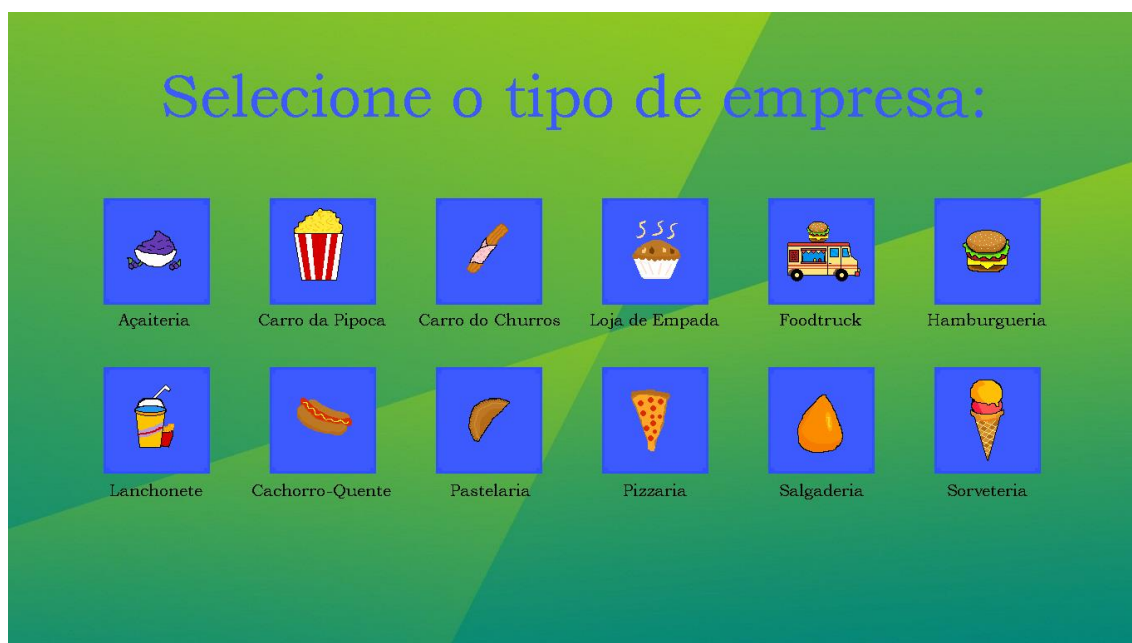 Selecione o tipo de empresa:
Açaiteria Carro da Pipoca Carro do Churros Loja de Empada Foodtruck Hamburgueria
Lanchonete Cachorro-Quente Pastelaria Pizzaria Salgaderia Sorveteria